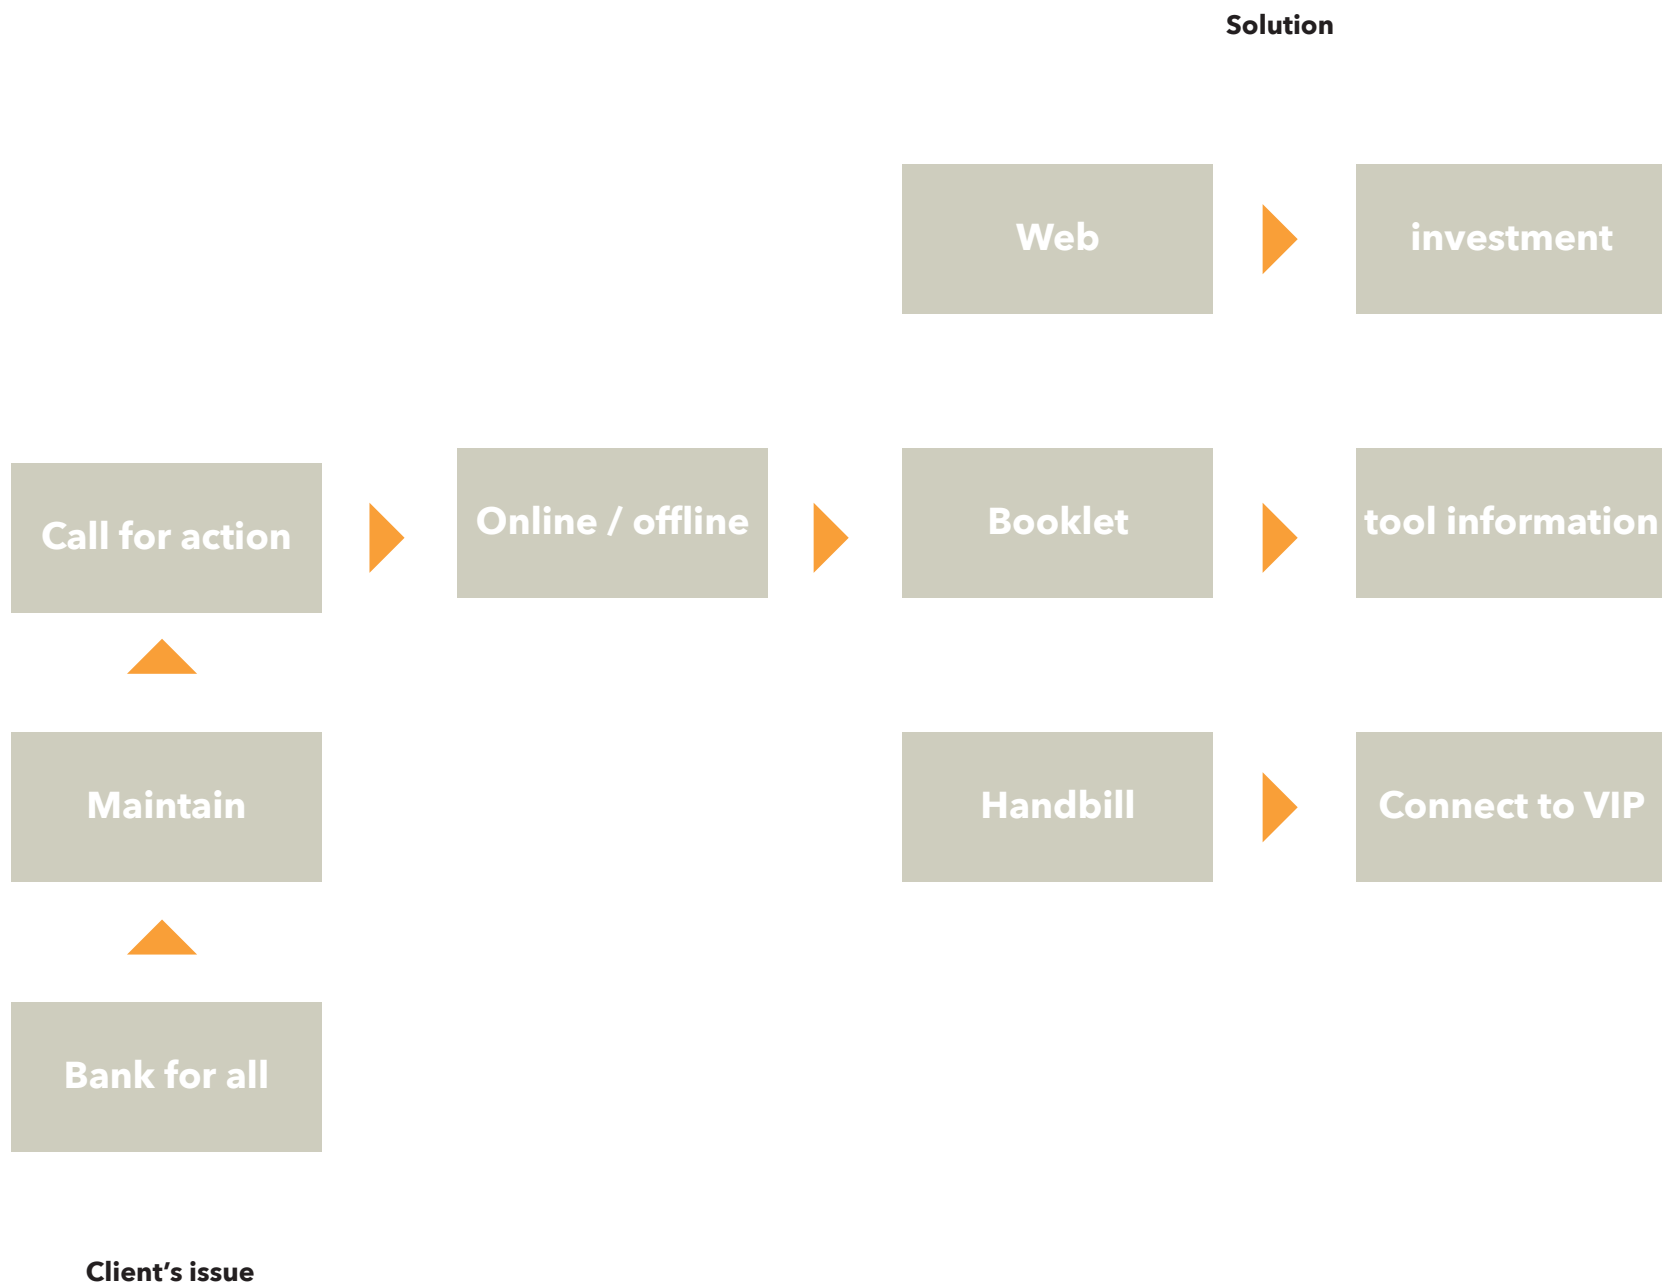 Solution
Web
investment
Call for action
Online / offline
Booklet
tool information
Maintain
Handbill
Connect to VIP
Bank for all
Client’s issue